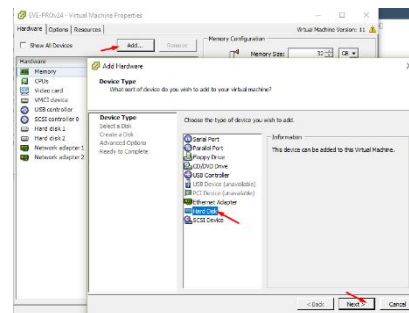 EVE-PROv24 - Virtual Machine Properties
Hardware Options Resources
Virtual Machine Version: 11
Show All Devices
Add...
Remove
Memory Configuration
Memory Size: 32 GB
Hardware
Memory
CPUs
Video card
VMCI device
USB controller
SCSI controller 0
Hard disk 1
Hard disk 2
Network adapter 1
Network adapter 2
Add Hardware
Device Type
What sort of device do you wish to add to your virtual machine?
Device Type
Select a Disk
Create a Disk
Advanced Options
Ready to Complete
Choose the type of device you wish to add.
Serial Port
Parallel Port
Floppy Drive
CD/DVD Drive
USB Controller
USB Device (unavailable)
PCI Device (unavailable)
Ethernet Adapter
Hard Disk
SCSI Device
Information
This device can be added to this Virtual Machine.
< Back
Next >
Cancel